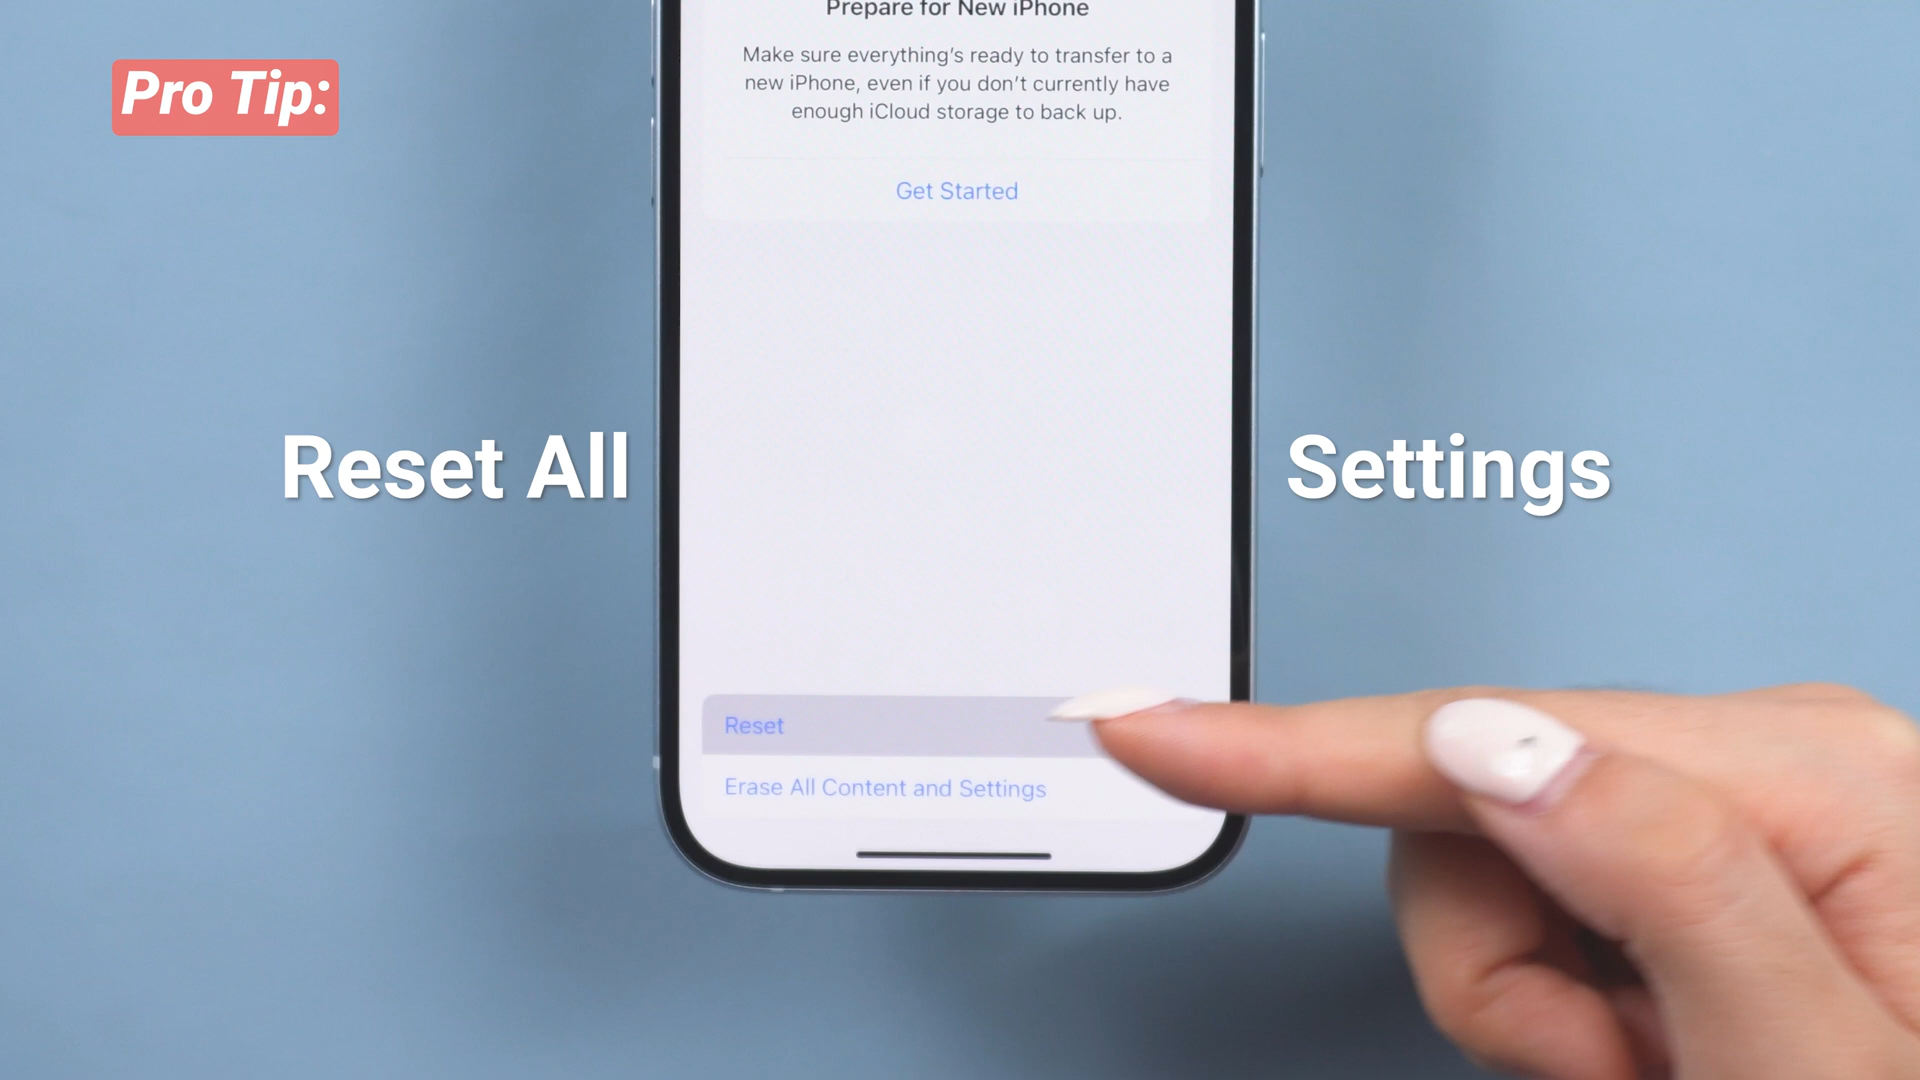 Pro Tip:
Prepare for New iPhone
Make sure everything’s ready to transfer to a
new iPhone, even if you don’t currently have
enough iCloud storage to back up.
Get Started
Reset All Settings
Reset
Erase All Content and Settings